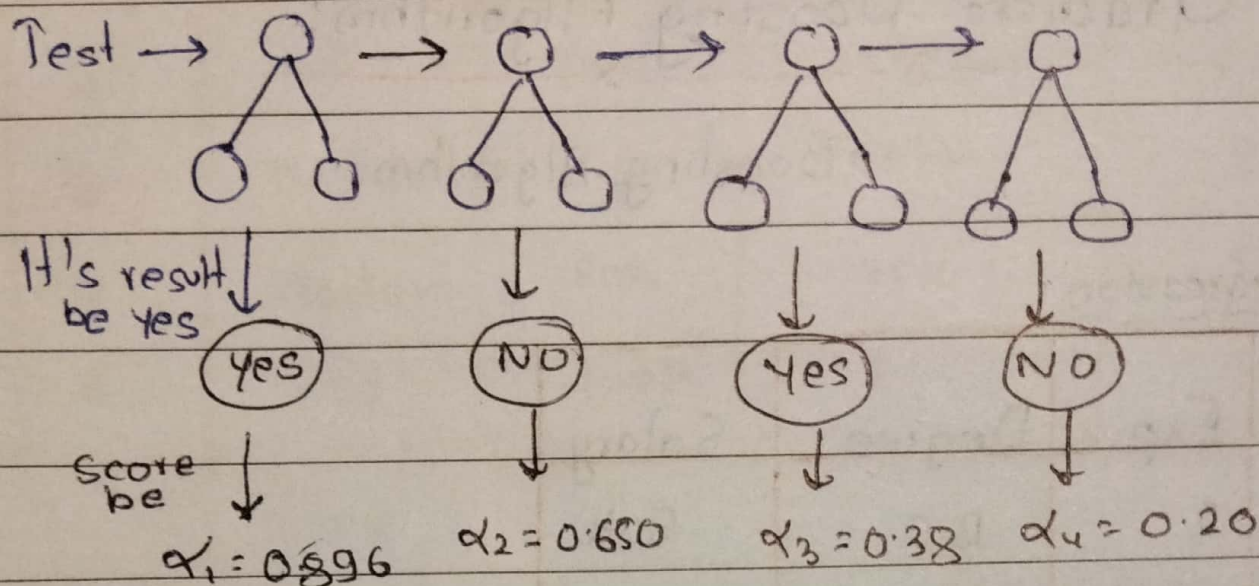 Test
It's result
be yes
Yes NO Yes NO
Score
be
α₁ = 0.896 α₂ = 0.650 α₃ = 0.38 α₄ = 0.20